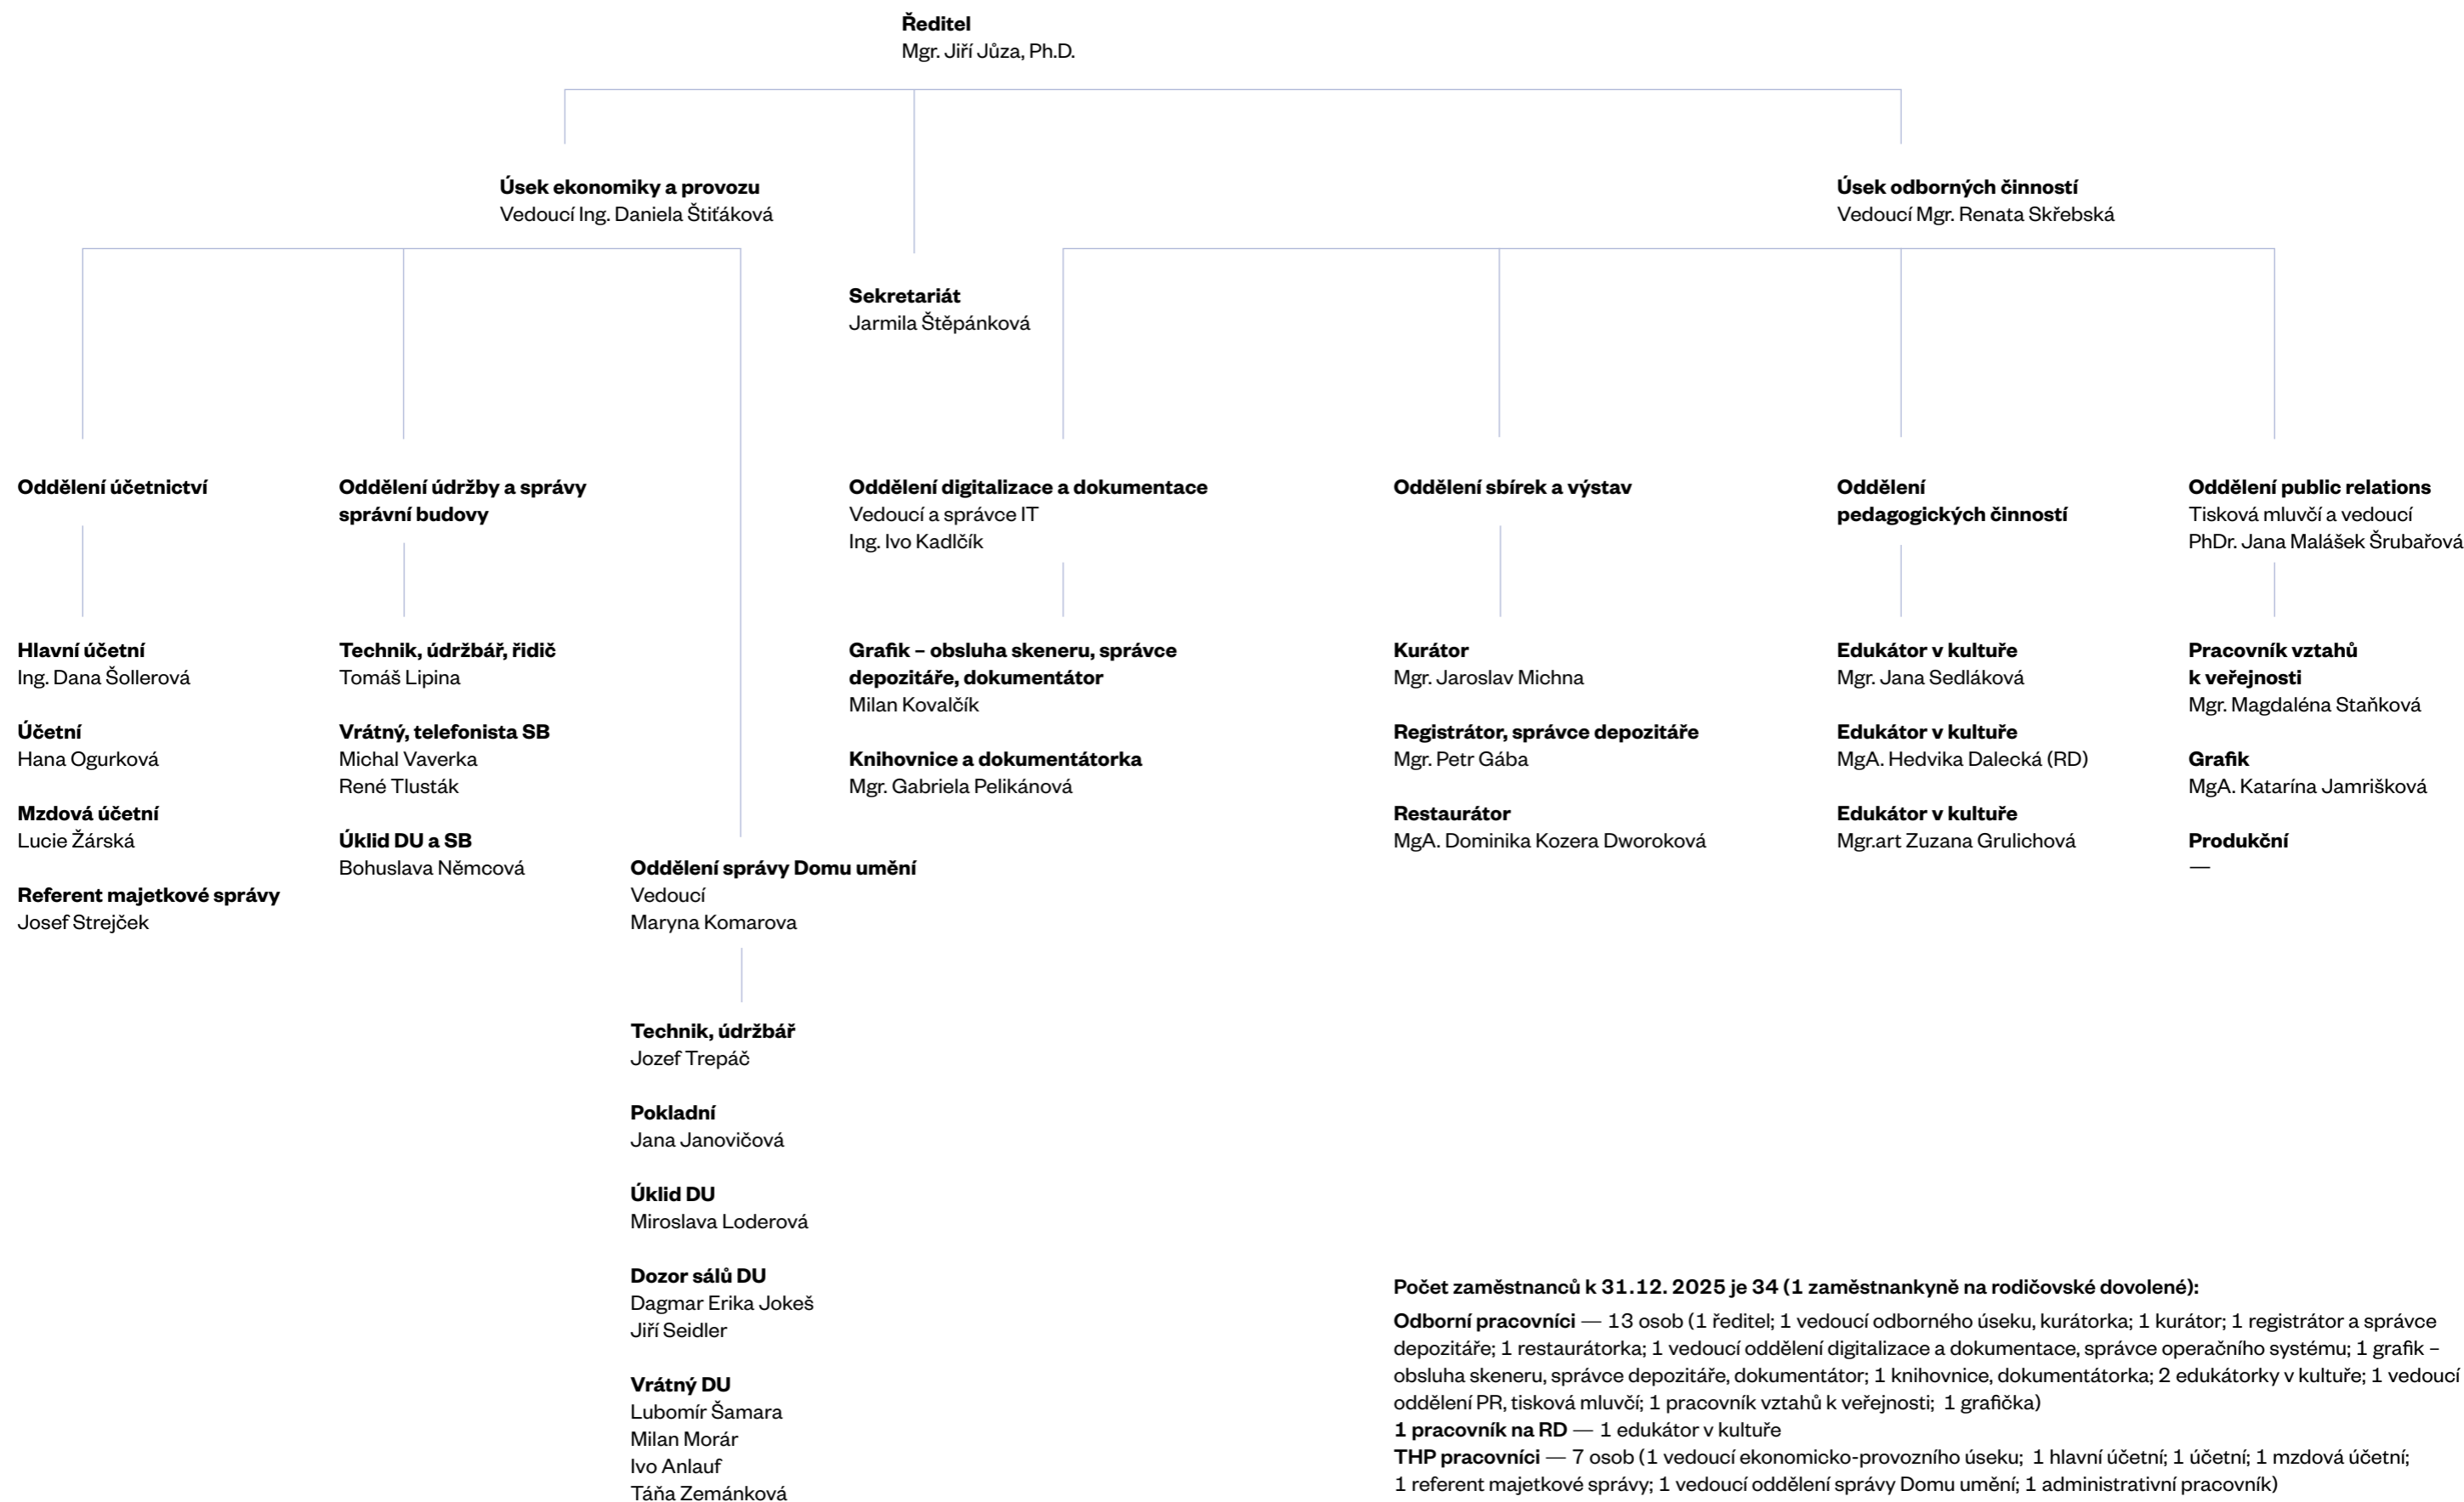 Ředitel
Mgr. Jiří Jůza, Ph.D.
Úsek ekonomiky a provozu
Vedoucí Ing. Daniela Štiťáková
Sekretariát
Jarmila Štěpánková
Úsek odborných činností
Vedoucí Mgr. Renata Skřebská
Oddělení účetnictví
Hlavní účetní
Ing. Dana Šollerová
Účetní
Hana Ogurková
Mzdová účetní
Lucie Žárská
Referent majetkové správy
Josef Strejček
Oddělení údržby a správy
správní budovy
Technik, údržbář, řidič
Tomáš Lipina
Vrátný, telefonista SB
Michal Vaverka
René Tlusták
Úklid DU a SB
Bohuslava Němcová
Oddělení správy Domu umění
Vedoucí
Maryna Komarova
Technik, údržbář
Jozef Trepáč
Pokladní
Jana Janovičová
Úklid DU
Miroslava Loderová
Dozor sálů DU
Dagmar Erika Jokeš
Jiří Seidler
Vrátný DU
Lubomír Šamara
Milan Morár
Ivo Anlauf
Táňa Zemánková
Oddělení digitalizace a dokumentace
Vedoucí a správce IT
Ing. Ivo Kadlčík
Grafik – obsluha skeneru, správce
depozitáře, dokumentátor
Milan Kovalčík
Knihovnice a dokumentátorka
Mgr. Gabriela Pelikánová
Oddělení sbírek a výstav
Kurátor
Mgr. Jaroslav Michna
Registrátor, správce depozitáře
Mgr. Petr Gába
Restaurátor
MgA. Dominika Kozera Dworoková
Oddělení
pedagogických činností
Edukátor v kultuře
Mgr. Jana Sedláková
Edukátor v kultuře
MgA. Hedvika Dalecká (RD)
Edukátor v kultuře
Mgr.art Zuzana Grulichová
Oddělení public relations
Tisková mluvčí a vedoucí
PhDr. Jana Malášek Šrubařová
Pracovník vztahů
k veřejnosti
Mgr. Magdaléna Staňková
Grafik
MgA. Katarína Jamrišková
Produkční
—
Počet zaměstnanců k 31.12. 2025 je 34 (1 zaměstnankyně na rodičovské dovolené):
Odborní pracovníci — 13 osob (1 ředitel; 1 vedoucí odborného úseku, kurátorka; 1 kurátor; 1 registrátor a správce
depozitáře; 1 restaurátorka; 1 vedoucí oddělení digitalizace a dokumentace, správce operačního systému; 1 grafik –
obsluha skeneru, správce depozitáře, dokumentátor; 1 knihovnice, dokumentátorka; 2 edukátorky v kultuře; 1 vedoucí
oddělení PR, tisková mluvčí; 1 pracovník vztahů k veřejnosti; 1 grafička)
1 pracovník na RD — 1 edukátor v kultuře
THP pracovníci — 7 osob (1 vedoucí ekonomicko-provozního úseku; 1 hlavní účetní; 1 účetní; 1 mzdová účetní;
1 referent majetkové správy; 1 vedoucí oddělení správy Domu umění; 1 administrativní pracovník)